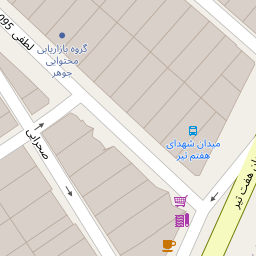 لطفی 095
گروه بازاریابی
محتوایی
جوهر
میدان شهدای
هفتم تیر
صحرایی
ن هفت تیر